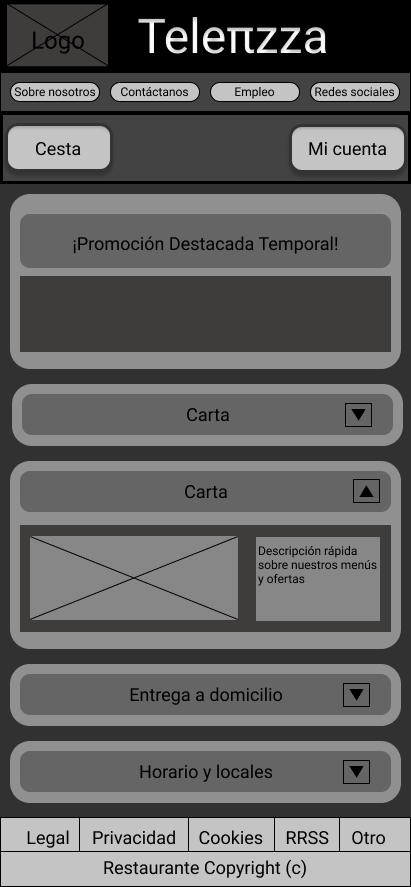 Logo
Teleπzza
Sobre nosotros
Contáctanos
Empleo
Redes sociales
Cesta
Mi cuenta
¡Promoción Destacada Temporal!
Carta
Carta
Descripción rápida
sobre nuestros menús
y ofertas
Entrega a domicilio
Horario y locales
Legal
Privacidad
Cookies
RRSS
Otro
Restaurante Copyright (c)